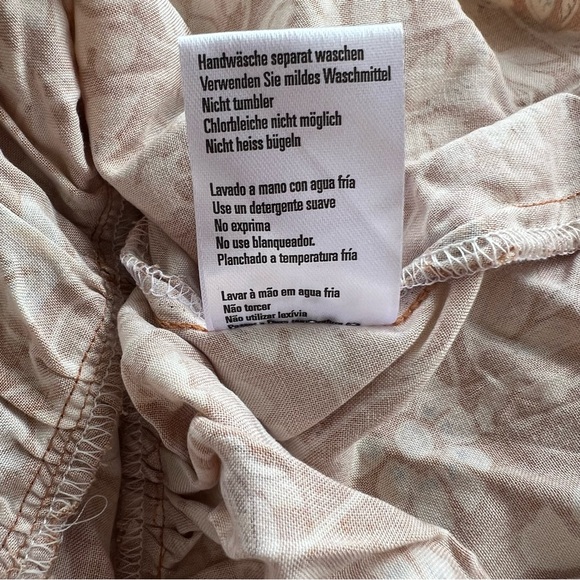 Handwäsche separat waschen
Verwenden Sie mildes Waschmittel
Nicht tumbler
Chlorbleiche nicht möglich
Nicht heiss bügeln
Lavado a mano con agua fría
Use un detergente suave
No exprima
No use blanqueador.
Planchado a temperatura fría
Lavar à mão em agua fria
Não torcer
Não utilizar lexívia